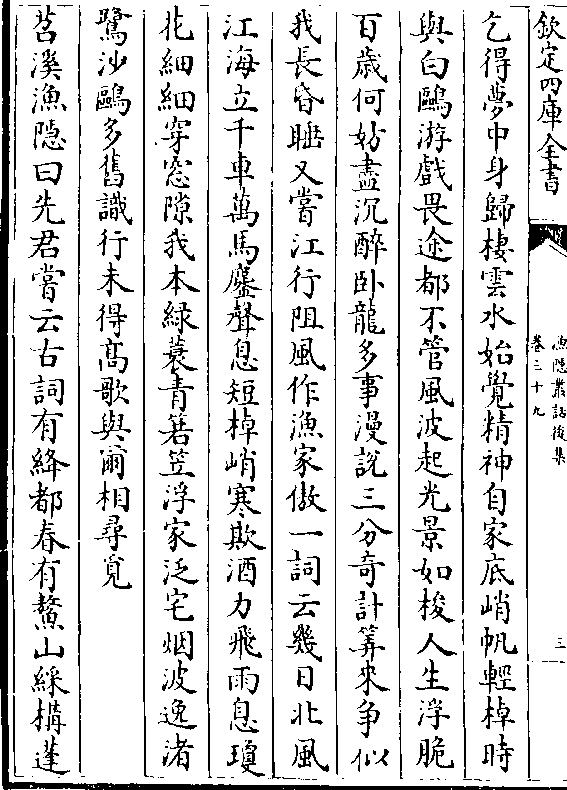 欽定四庫全書
漁隱叢話後集
卷三十九
三
乞得夢中身歸棲雲水始覺精神自家底峭帆輕棹時
與白鷗游戲畏途都不管風波起光景如梭人生浮脆
百歲何妨盡沉醉卧龍多事漫說三分奇計筭來争似
我長昏睡又嘗江行阻風作漁家傲一詞云幾日北風
江海立千車萬馬鏖聲急短棹峭寒欺酒力飛雨息瓊
花細細穿窓隙我本緑蓑青篛笠浮家泛宅烟波逸渚
鷺沙鷗多舊識行未得髙歌與爾相尋覓
苕溪漁隱曰先君嘗云古詞有絳都春有鰲山綵構蓬